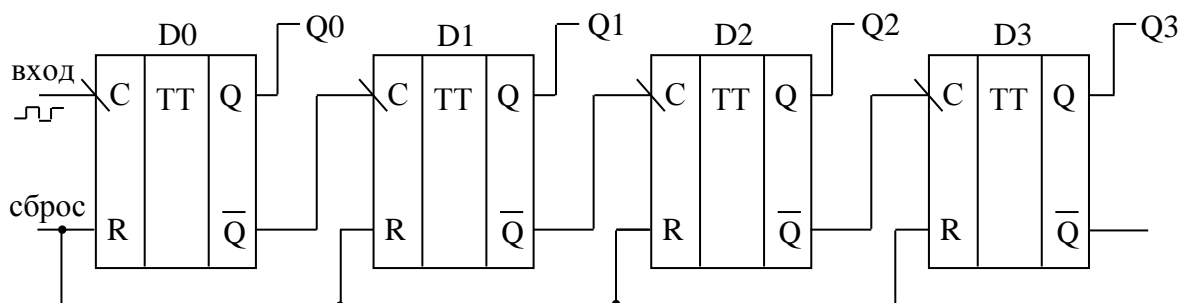 D0 Q0 D1 Q1 D2 Q2 D3 Q3
вход
C TT Q C TT Q C TT Q C TT Q
сброс
R Q̅ R Q̅ R Q̅ R Q̅